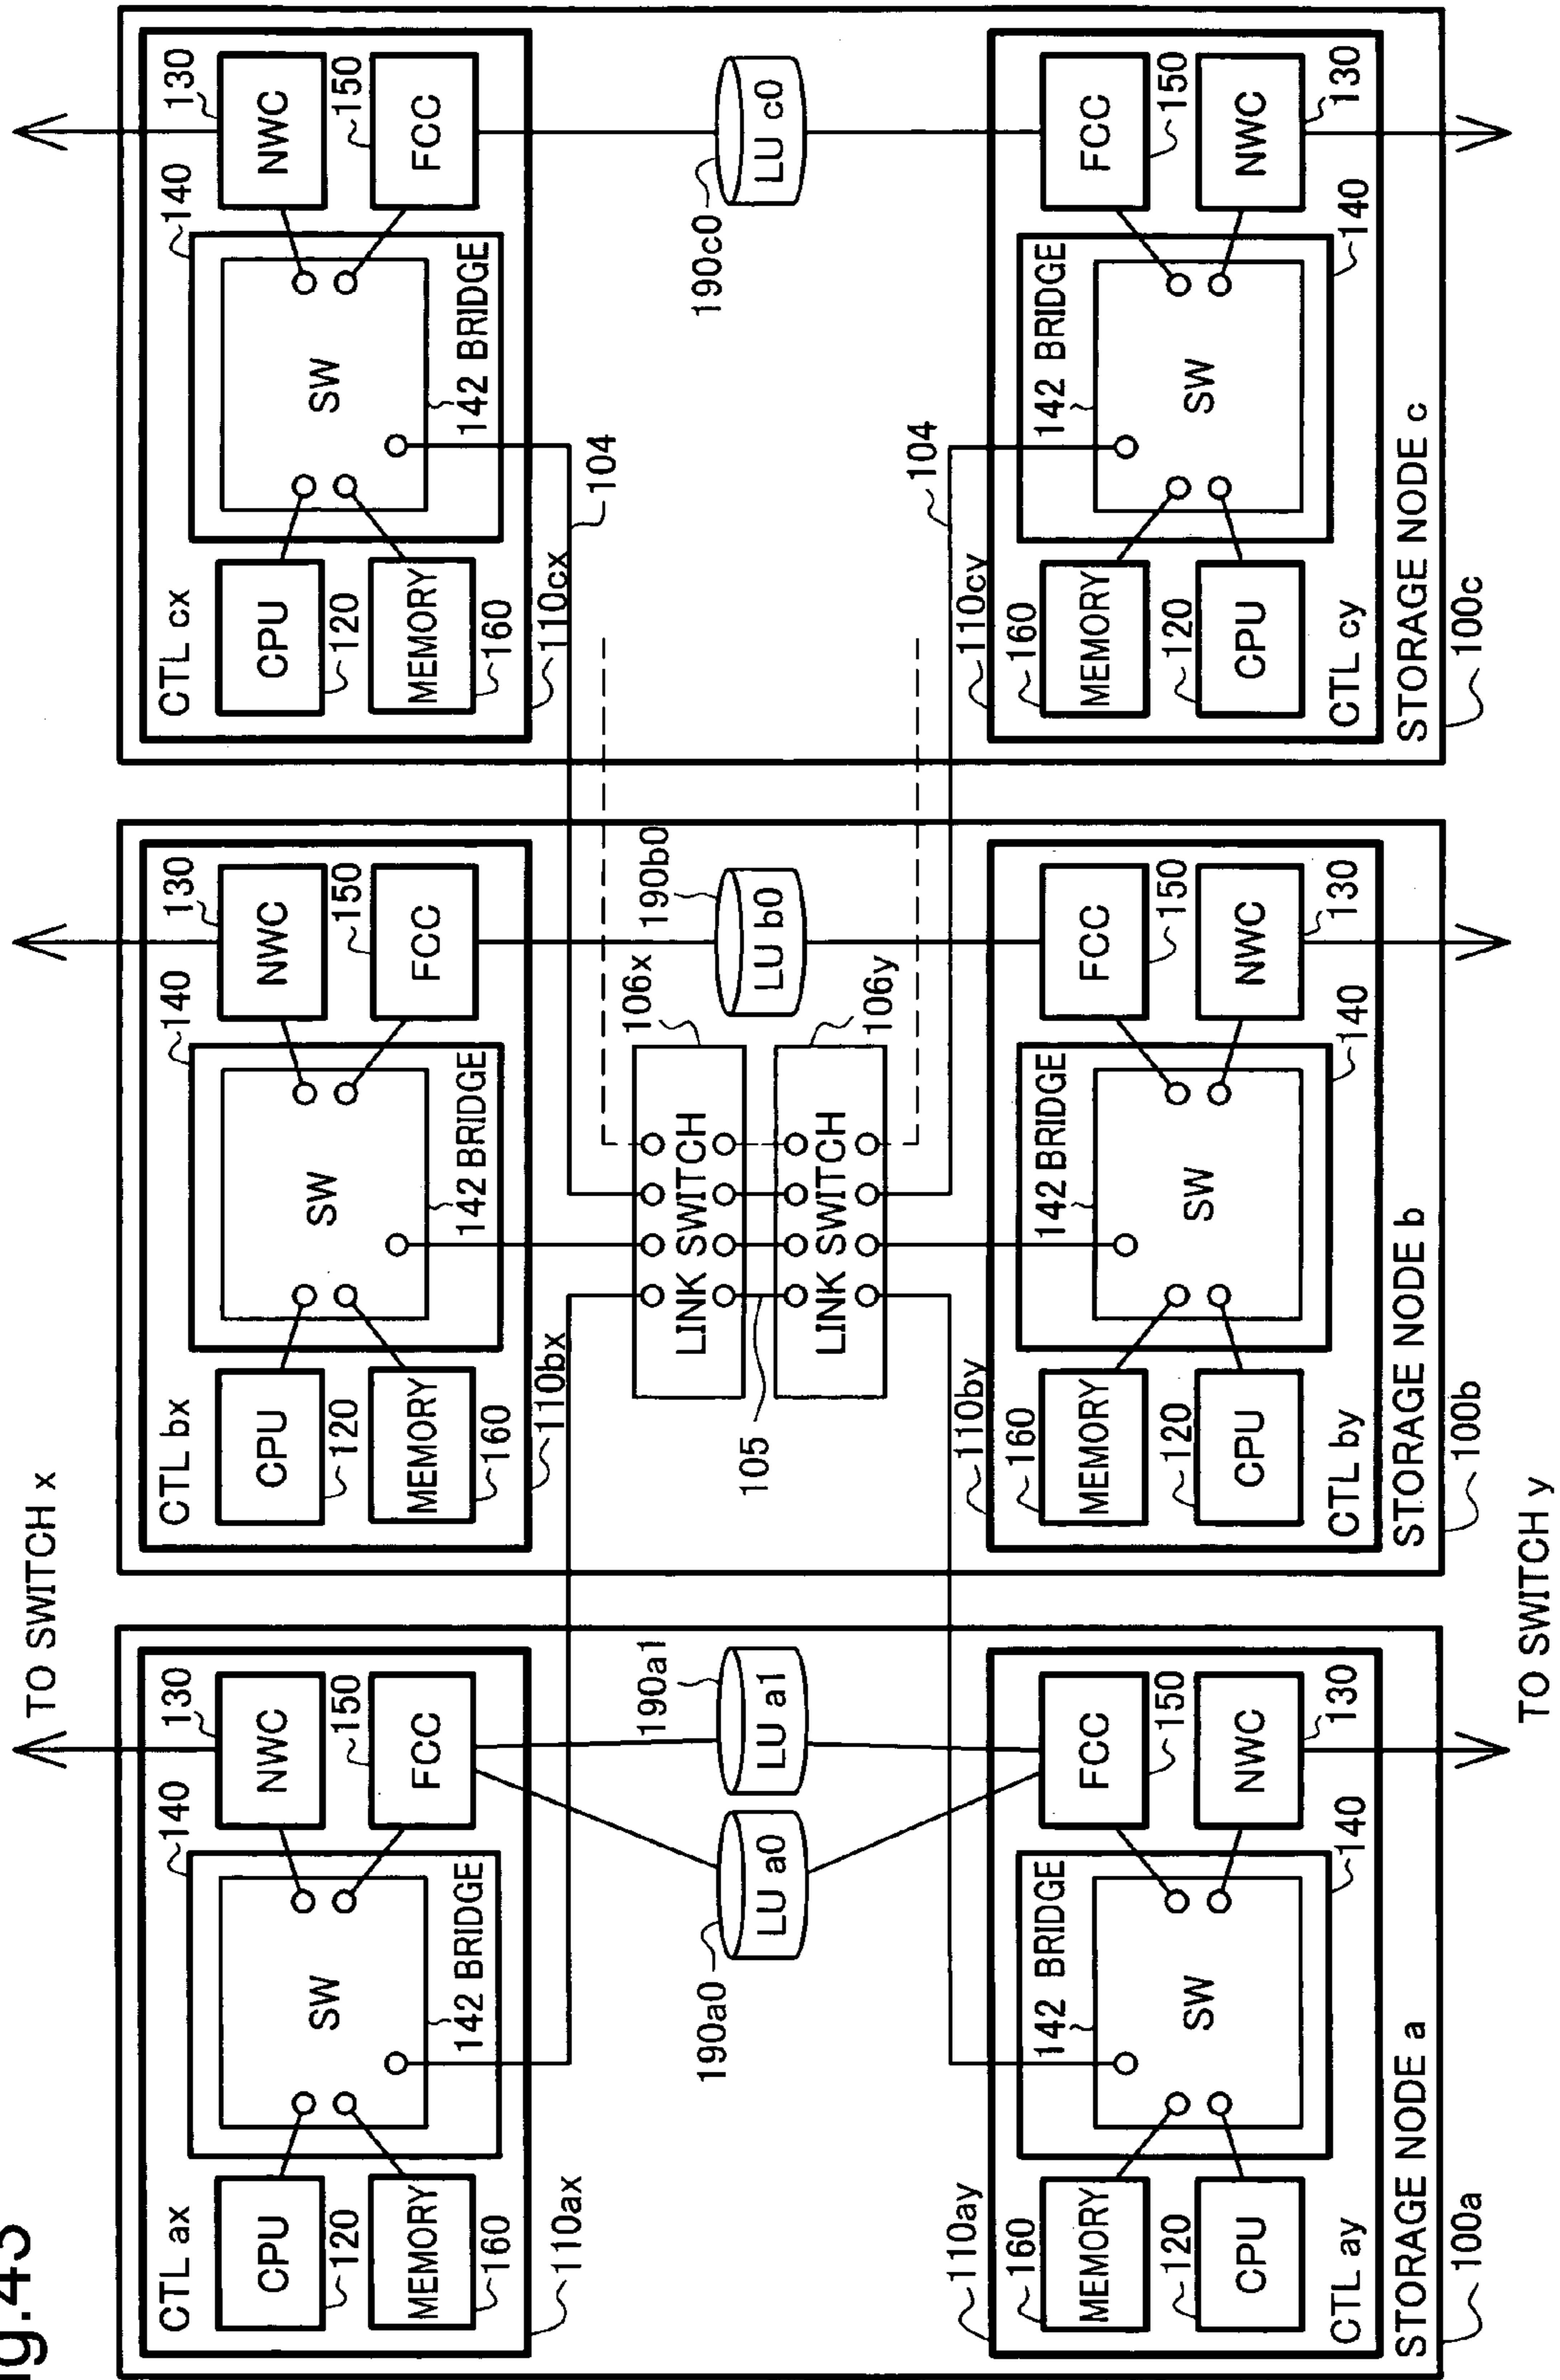 Fig.43
TO SWITCH x
STORAGE NODE a
100a
CTL ax
110ax
CPU
120
MEMORY
160
SW
142 BRIDGE
140
NWC
130
FCC
150
LU a0
190a0
LU a1
190a1
CTL ay
110ay
MEMORY
160
CPU
120
SW
142 BRIDGE
140
FCC
150
NWC
130
STORAGE NODE b
100b
CTL bx
110bx
CPU
120
MEMORY
160
SW
142 BRIDGE
140
NWC
130
FCC
150
LINK SWITCH
106x
LINK SWITCH
106y
105
LU b0
190b0
CTL by
110by
MEMORY
160
CPU
120
SW
142 BRIDGE
140
FCC
150
NWC
130
STORAGE NODE c
100c
CTL cx
110cx
CPU
120
MEMORY
160
SW
142 BRIDGE
140
NWC
130
FCC
150
104
104
LU c0
190c0
CTL cy
110cy
MEMORY
160
CPU
120
SW
142 BRIDGE
140
FCC
150
NWC
130
TO SWITCH y